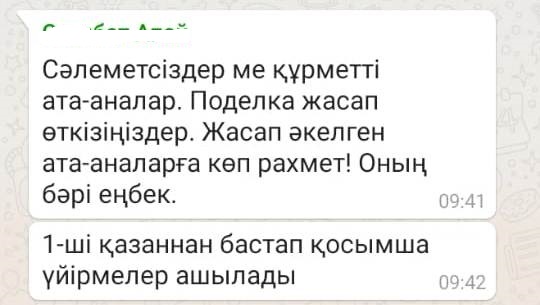 Сәлеметсіздер ме құрметті
ата-аналар. Поделка жасап
өткізіңіздер. Жасап әкелген
ата-аналарға көп рахмет! Оның
бәрі еңбек.
09:41
1-ші қазаннан бастап қосымша
үйірмелер ашылады
09:42